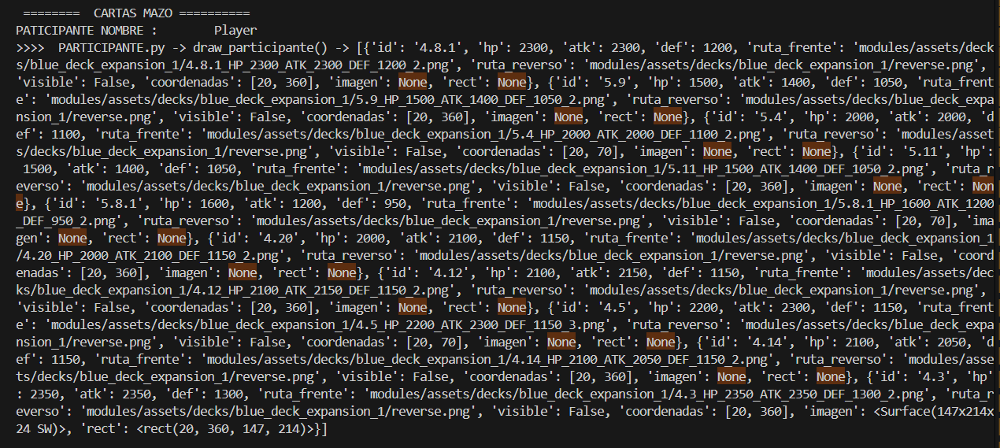 ======== CARTAS MAZO ==========
PATICIPANTE NOMBRE :        Player
>>>>  PARTICIPANTE.py -> draw_participante() -> [{'id': '4.8.1', 'hp': 2300, 'atk': 2300, 'def': 1200, 'ruta_frente': 'modules/assets/deck
s/blue_deck_expansion_1/4.8.1_HP_2300_ATK_2300_DEF_1200_2.png', 'ruta_reverso': 'modules/assets/decks/blue_deck_expansion_1/reverse.png',
'visible': False, 'coordenadas': [20, 360], 'imagen': None, 'rect': None}, {'id': '5.9', 'hp': 1500, 'atk': 1400, 'def': 1050, 'ruta_frent
e': 'modules/assets/decks/blue_deck_expansion_1/5.9_HP_1500_ATK_1400_DEF_1050_2.png', 'ruta_reverso': 'modules/assets/decks/blue_deck_expa
nsion_1/reverse.png', 'visible': False, 'coordenadas': [20, 360], 'imagen': None, 'rect': None}, {'id': '5.4', 'hp': 2000, 'atk': 2000, 'd
ef': 1100, 'ruta_frente': 'modules/assets/decks/blue_deck_expansion_1/5.4_HP_2000_ATK_2000_DEF_1100_2.png', 'ruta_reverso': 'modules/asset
s/decks/blue_deck_expansion_1/reverse.png', 'visible': False, 'coordenadas': [20, 70], 'imagen': None, 'rect': None}, {'id': '5.11', 'hp':
1500, 'atk': 1400, 'def': 1050, 'ruta_frente': 'modules/assets/decks/blue_deck_expansion_1/5.11_HP_1500_ATK_1400_DEF_1050_2.png', 'ruta_r
everso': 'modules/assets/decks/blue_deck_expansion_1/reverse.png', 'visible': False, 'coordenadas': [20, 360], 'imagen': None, 'rect': Non
e}, {'id': '5.8.1', 'hp': 1600, 'atk': 1200, 'def': 950, 'ruta_frente': 'modules/assets/decks/blue_deck_expansion_1/5.8.1_HP_1600_ATK_1200
_DEF_950_2.png', 'ruta_reverso': 'modules/assets/decks/blue_deck_expansion_1/reverse.png', 'visible': False, 'coordenadas': [20, 70], 'ima
gen': None, 'rect': None}, {'id': '4.20', 'hp': 2000, 'atk': 2100, 'def': 1150, 'ruta_frente': 'modules/assets/decks/blue_deck_expansion_1
/4.20_HP_2000_ATK_2100_DEF_1150_2.png', 'ruta_reverso': 'modules/assets/decks/blue_deck_expansion_1/reverse.png', 'visible': False, 'coord
enadas': [20, 360], 'imagen': None, 'rect': None}, {'id': '4.12', 'hp': 2100, 'atk': 2150, 'def': 1150, 'ruta_frente': 'modules/assets/dec
ks/blue_deck_expansion_1/4.12_HP_2100_ATK_2150_DEF_1150_2.png', 'ruta_reverso': 'modules/assets/decks/blue_deck_expansion_1/reverse.png',
'visible': False, 'coordenadas': [20, 360], 'imagen': None, 'rect': None}, {'id': '4.5', 'hp': 2200, 'atk': 2300, 'def': 1150, 'ruta_frent
e': 'modules/assets/decks/blue_deck_expansion_1/4.5_HP_2200_ATK_2300_DEF_1150_3.png', 'ruta_reverso': 'modules/assets/decks/blue_deck_expa
nsion_1/reverse.png', 'visible': False, 'coordenadas': [20, 70], 'imagen': None, 'rect': None}, {'id': '4.14', 'hp': 2100, 'atk': 2050, 'd
ef': 1150, 'ruta_frente': 'modules/assets/decks/blue_deck_expansion_1/4.14_HP_2100_ATK_2050_DEF_1150_2.png', 'ruta_reverso': 'modules/asse
ts/decks/blue_deck_expansion_1/reverse.png', 'visible': False, 'coordenadas': [20, 360], 'imagen': None, 'rect': None}, {'id': '4.3', 'hp'
: 2350, 'atk': 2350, 'def': 1300, 'ruta_frente': 'modules/assets/decks/blue_deck_expansion_1/4.3_HP_2350_ATK_2350_DEF_1300_2.png', 'ruta_r
everso': 'modules/assets/decks/blue_deck_expansion_1/reverse.png', 'visible': False, 'coordenadas': [20, 360], 'imagen': <Surface(147x214x
24 SW)>, 'rect': <rect(20, 360, 147, 214)>}]